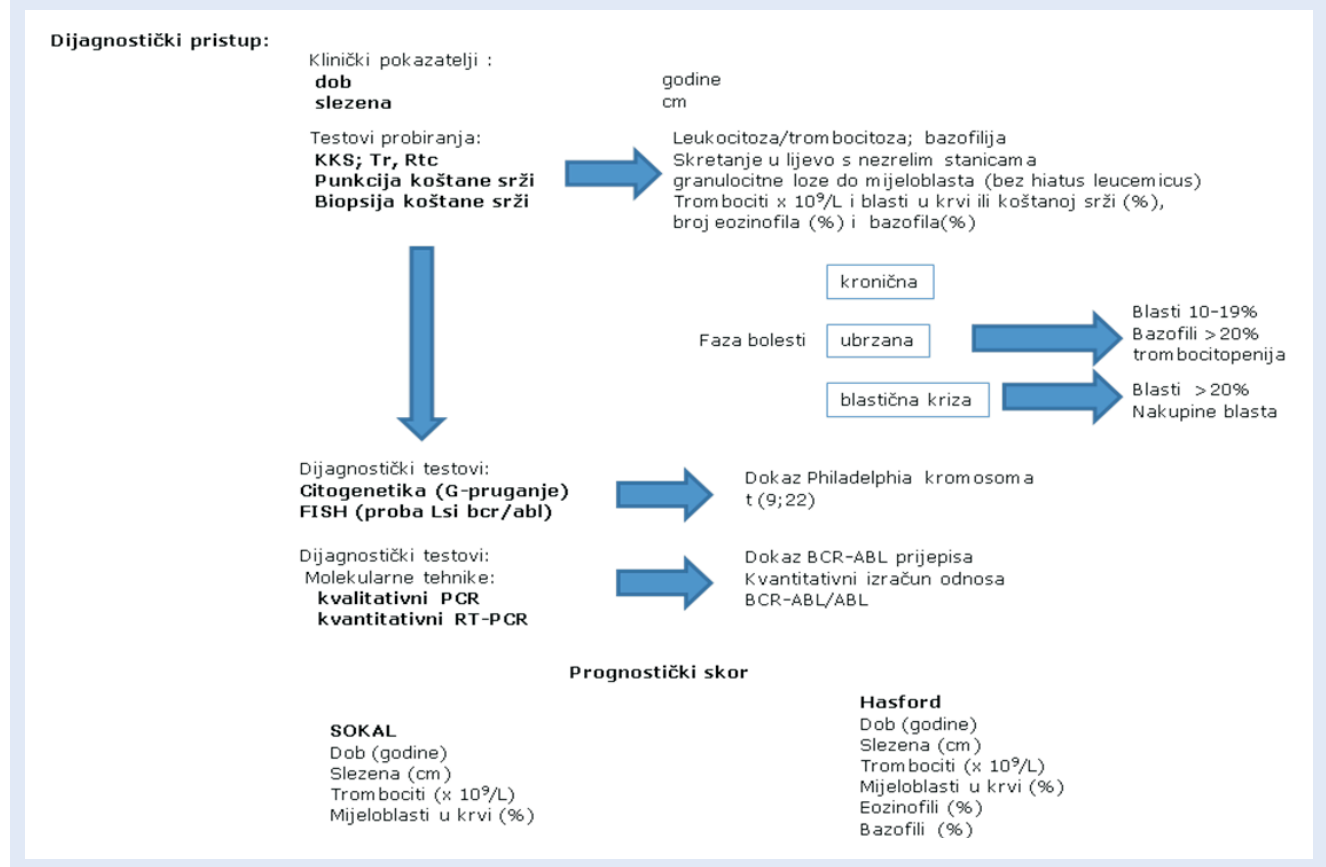 Dijagnostički pristup:
Klinički pokazatelji :
dob godine
slezena cm
Testovi probiranja:
KKS; Tr, Rtc
Punkcija koštane srži
Biopsija koštane srži
Leukocitoza/trombocitoza; bazofilija
Skretanje u lijevo s nezrelim stanicama
granulocitne loze do mijeloblasta (bez hiatus leucemicus)
Trombociti x 10⁹/L i blasti u krvi ili koštanoj srži (%),
broj eozinofila (%) i bazofila(%)
Faza bolesti
kronična
ubrzana
Blasti 10-19%
Bazofili >20%
trombocitopenija
blastična kriza
Blasti >20%
Nakupine blasta
Dijagnostički testovi:
Citogenetika (G-pruganje)
FISH (proba Lsi bcr/abl)
Dokaz Philadelphia kromosoma
t(9;22)
Dijagnostički testovi:
Molekularne tehnike:
kvalitativni PCR
kvantitativni RT-PCR
Dokaz BCR-ABL prijepisa
Kvantitativni izračun odnosa
BCR-ABL/ABL
Prognostički skor
SOKAL
Dob (godine)
Slezena (cm)
Trombociti (x 10⁹/L)
Mijeloblasti u krvi (%)
Hasford
Dob (godine)
Slezena (cm)
Trombociti (x 10⁹/L)
Mijeloblasti u krvi (%)
Eozinofili (%)
Bazofili (%)